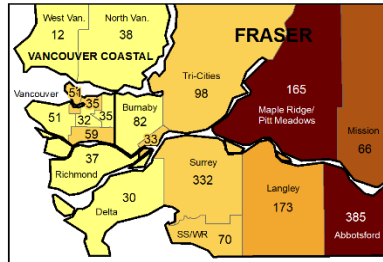 West Van.
12
North Van.
38
VANCOUVER COASTAL
FRASER
Tri-Cities
98
165
Maple Ridge/
Pitt Meadows
Mission
66
Vancouver
51
51
35
32
35
59
Burnaby
82
33
37
Richmond
30
Delta
Surrey
332
SS/WR
70
Langley
173
385
Abbotsford